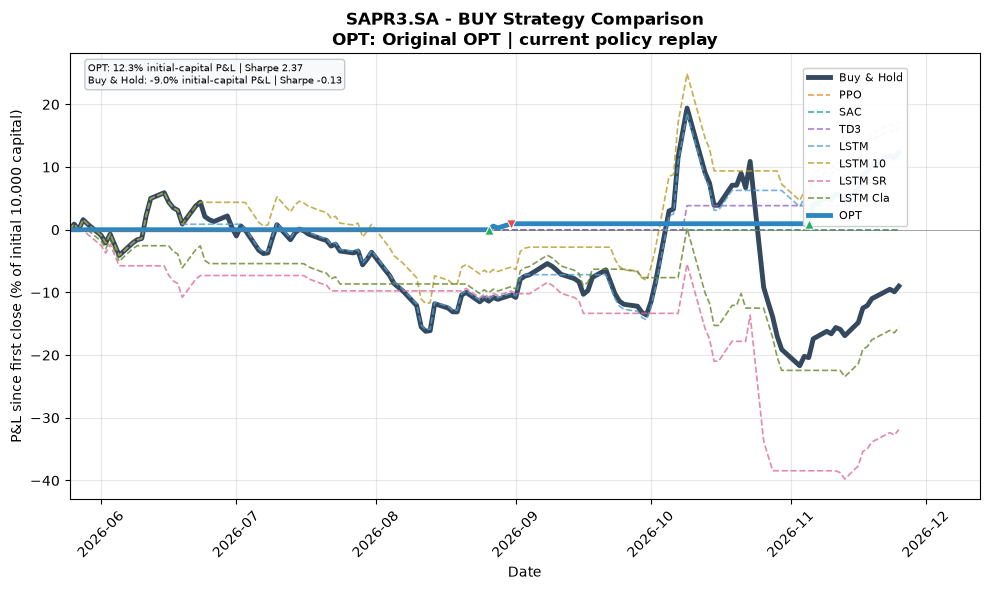 SAPR3.SA - BUY Strategy Comparison
OPT: Original OPT | current policy replay
OPT: 12.3% initial-capital P&L | Sharpe 2.37
Buy & Hold: -9.0% initial-capital P&L | Sharpe -0.13
Buy & Hold
PPO
SAC
TD3
LSTM
LSTM 10
LSTM SR
LSTM Cla
OPT
P&L since first close (% of initial 10,000 capital)
20
10
0
−10
−20
−30
−40
2026-06
2026-07
2026-08
2026-09
2026-10
2026-11
2026-12
Date